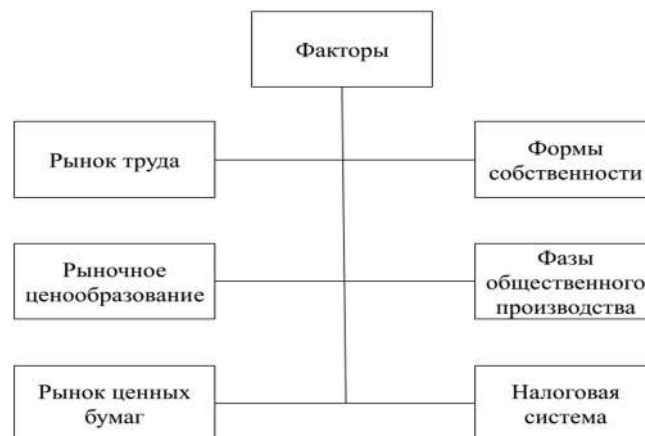 Факторы
Рынок труда
Формы
собственности
Рыночное
ценообразование
Фазы
общественного
производства
Рынок ценных
бумаг
Налоговая
система